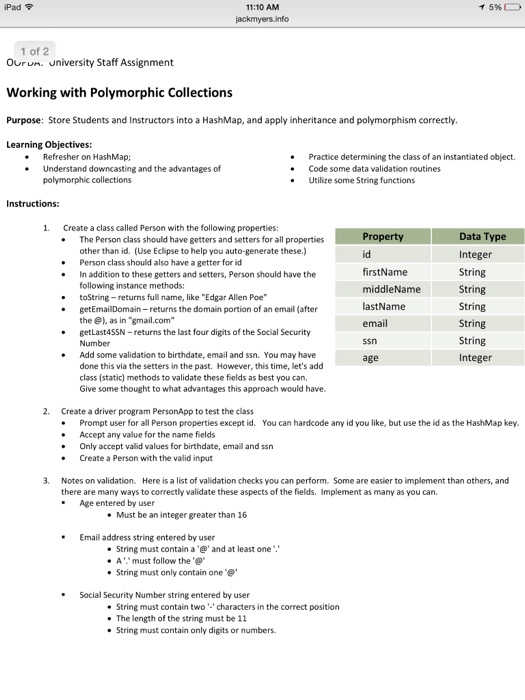 iPad
11:10 AM
5%
jackmyers.info
1 of 2
University Staff Assignment
Working with Polymorphic Collections
Purpose: Store Students and Instructors into a HashMap, and apply inheritance and polymorphism correctly.
Learning Objectives:
• Refresher on HashMap;
• Understand downcasting and the advantages of
polymorphic collections
• Practice determining the class of an instantiated object.
• Code some data validation routines
• Utilize some String functions
Instructions:
1. Create a class called Person with the following properties:
• The Person class should have getters and setters for all properties
other than id. (Use Eclipse to help you auto-generate these.)
• Person class should also have a getter for id
• In addition to these getters and setters, Person should have the
following instance methods:
• toString – returns full name, like "Edgar Allen Poe"
• getEmailDomain – returns the domain portion of an email (after
the @), as in "gmail.com"
• getLast4SSN – returns the last four digits of the Social Security
Number
• Add some validation to birthdate, email and ssn. You may have
done this via the setters in the past. However, this time, let's add
class (static) methods to validate these fields as best you can.
Give some thought to what advantages this approach would have.
Property Data Type
id Integer
firstName String
middleName String
lastName String
email String
ssn String
age Integer
2. Create a driver program PersonApp to test the class
• Prompt user for all Person properties except id. You can hardcode any id you like, but use the id as the HashMap key.
• Accept any value for the name fields
• Only accept valid values for birthdate, email and ssn
• Create a Person with the valid input
3. Notes on validation. Here is a list of validation checks you can perform. Some are easier to implement than others, and
there are many ways to correctly validate these aspects of the fields. Implement as many as you can.
▪ Age entered by user
• Must be an integer greater than 16
▪ Email address string entered by user
• String must contain a '@' and at least one '.'
• A '.' must follow the '@'
• String must only contain one '@'
▪ Social Security Number string entered by user
• String must contain two '-' characters in the correct position
• The length of the string must be 11
• String must contain only digits or numbers.